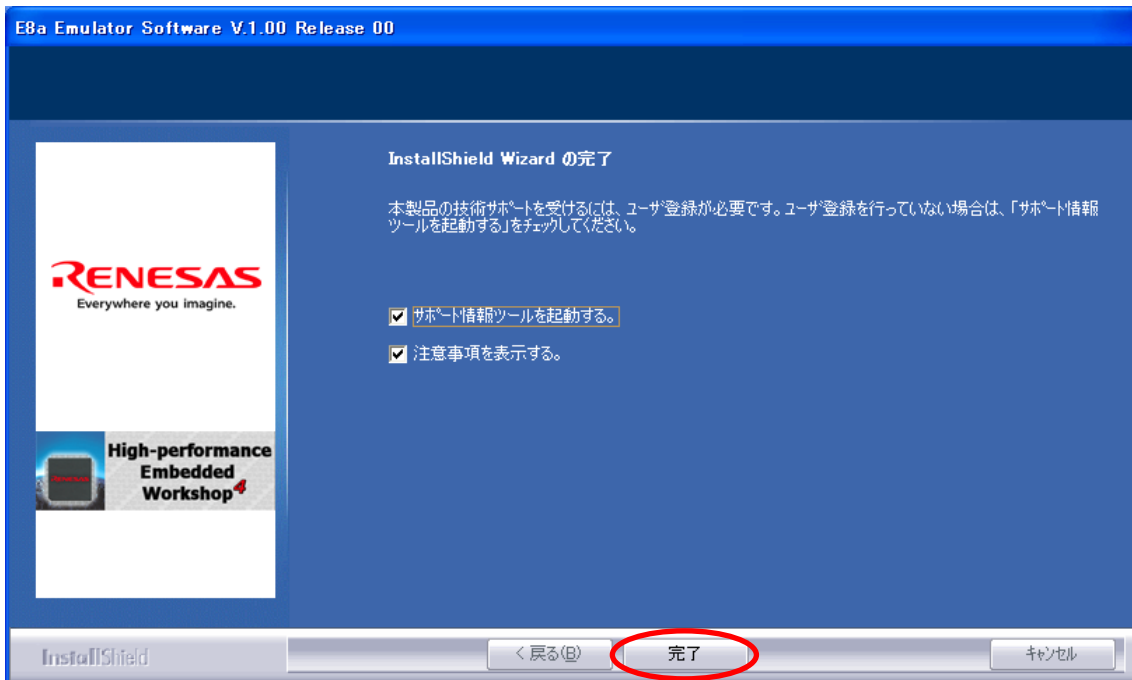 E8a Emulator Software V.1.00 Release 00
InstallShield Wizard の完了
本製品の技術ｻﾎﾟｰﾄを受けるには、ﾕｰｻﾞ登録が必要です。ﾕｰｻﾞ登録を行っていない場合は、「ｻﾎﾟｰﾄ情報
ツールを起動する」をﾁｪｯｸしてください。
RENESAS
Everywhere you imagine.
ｻﾎﾟｰﾄ情報ツールを起動する。
注意事項を表示する。
High-performance
Embedded
Workshop4
RENESAS
InstallShield
< 戻る(B)
完了
ｷｬﾝｾﾙ